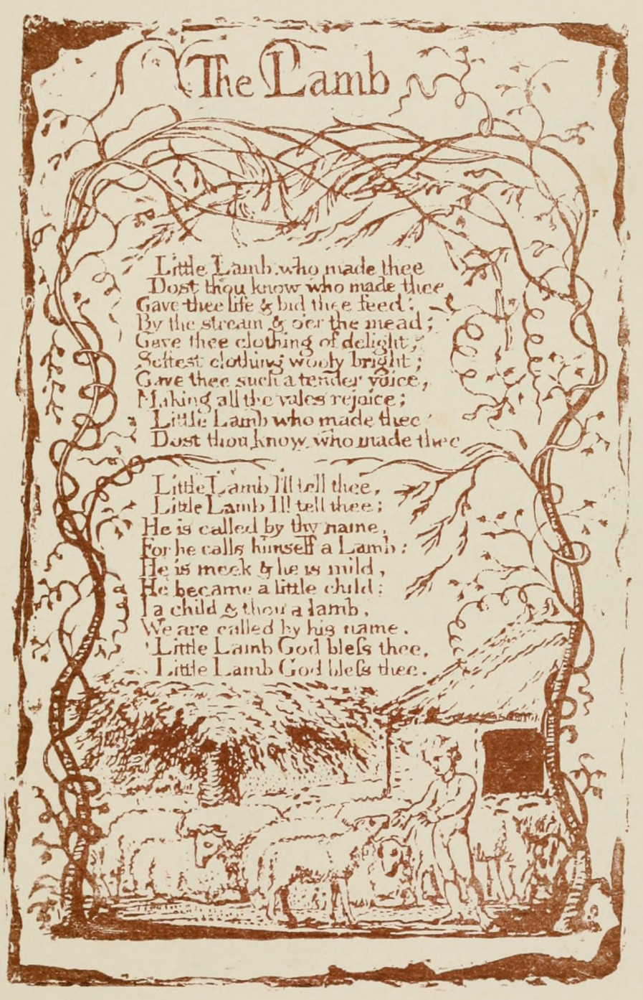 The Lamb
Little Lamb who made thee
Dost thou know who made thee
Gave thee life & bid thee feed.
By the stream & o'er the mead;
Gave thee clothing of delight,
Softest clothing wooly bright;
Gave thee such a tender voice,
Making all the vales rejoice;
Little Lamb who made thee
Dost thou know who made thee
Little Lamb I'll tell thee,
Little Lamb I'll tell thee;
He is called by thy name,
For he calls himself a Lamb:
He is meek & he is mild,
He became a little child:
I a child & thou a lamb,
We are called by his name.
Little Lamb God bleſs thee,
Little Lamb God bleſs thee.